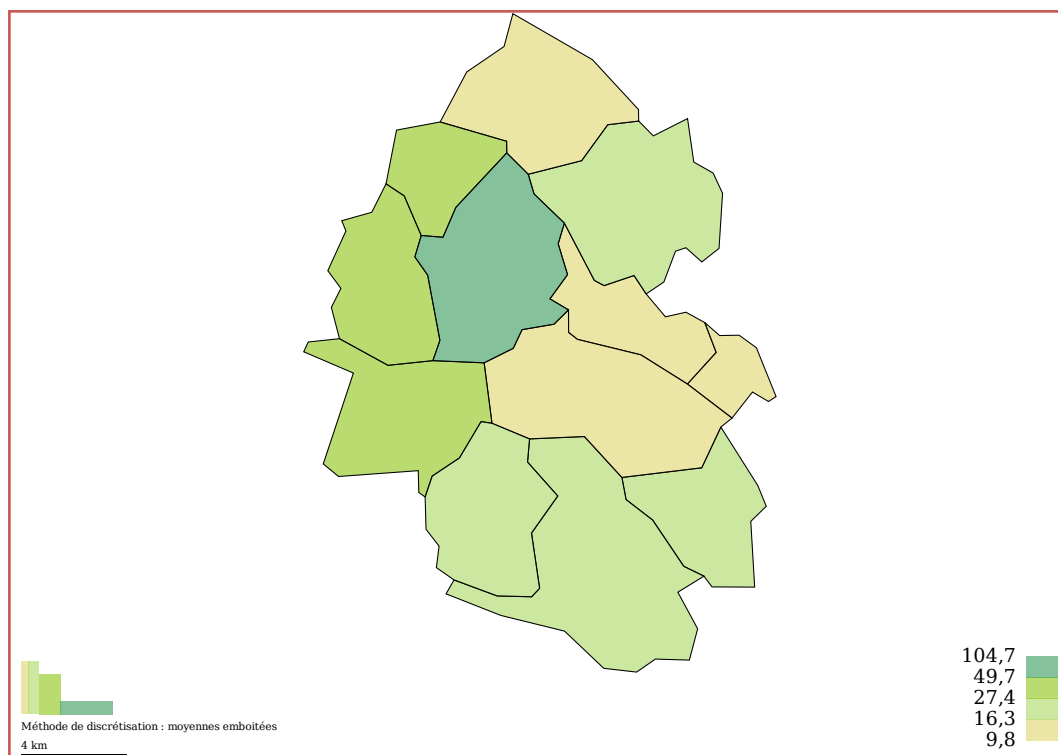 104,7
49,7
27,4
16,3
9,8
Méthode de discrétisation : moyennes emboitées
4 km